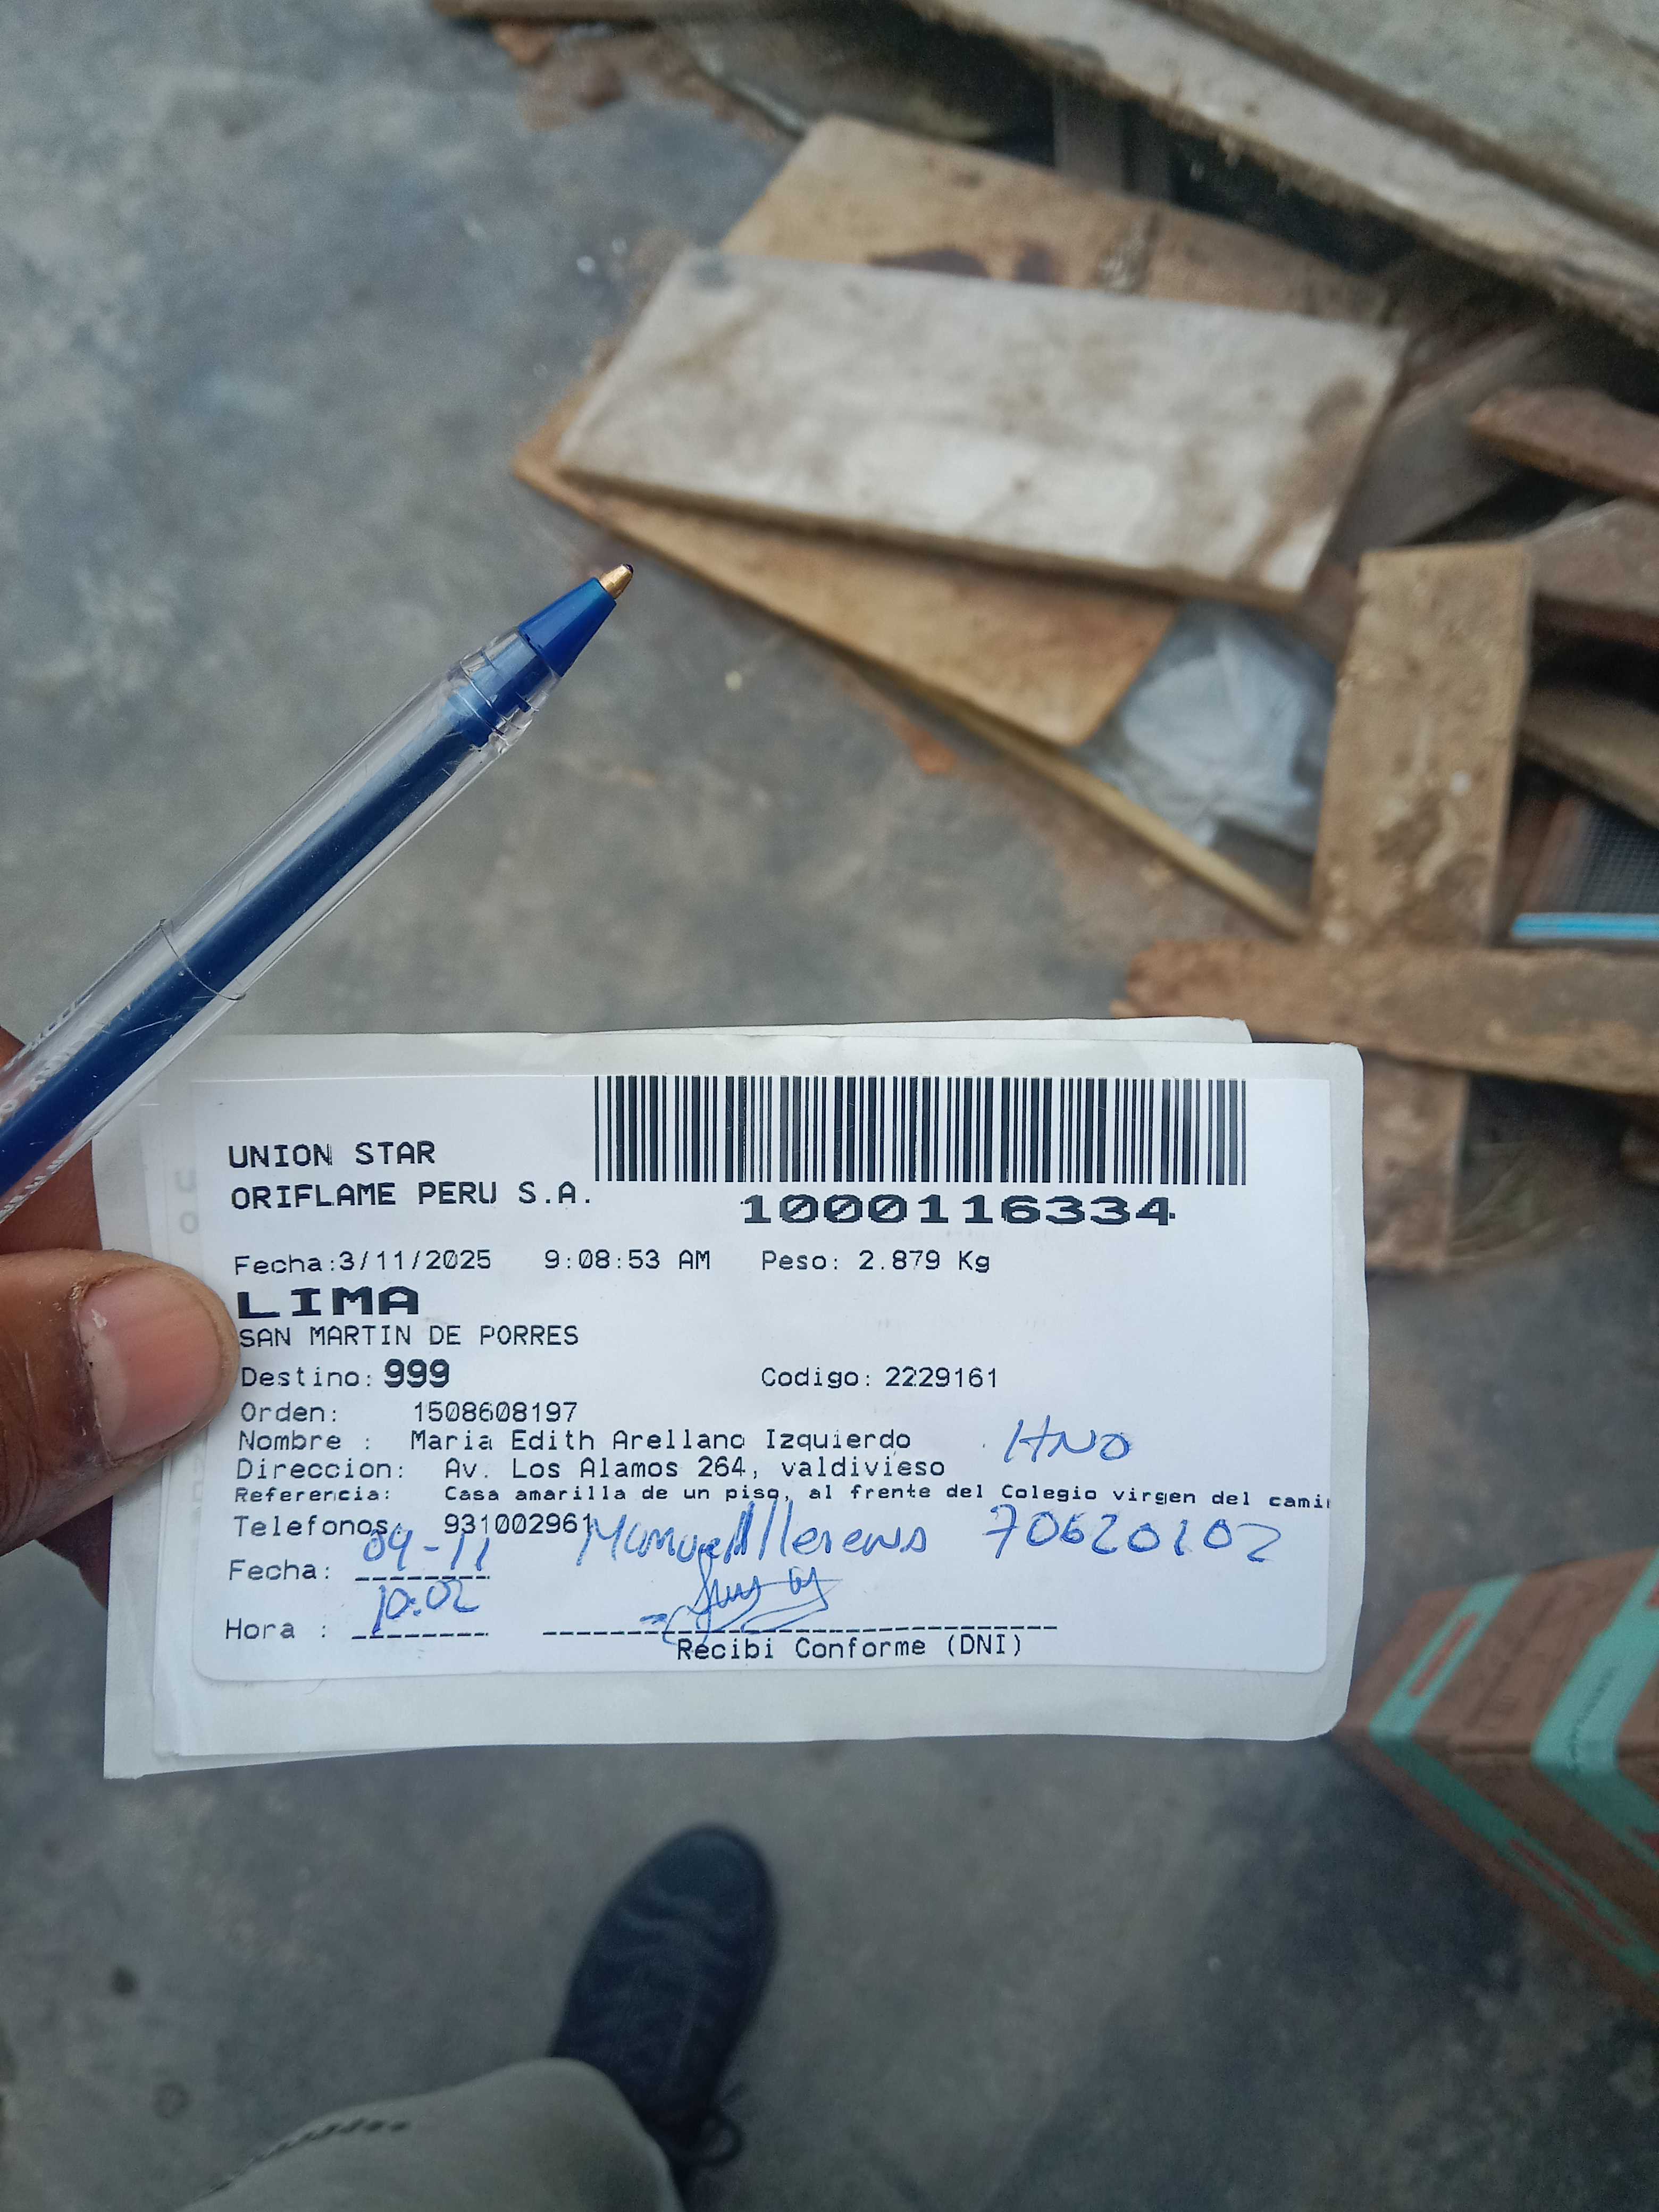 UNION STAR
ORIFLAME PERU S.A.
1000116334
Fecha:3/11/2025 9:08:53 AM Peso: 2.879 Kg
LIMA
SAN MARTIN DE PORRES
Destino: 999 Codigo: 2229161
Orden: 1508608197
Nombre : Maria Edith Arellano Izquierdo HNO
Direccion: Av. Los Alamos 264, valdivieso
Referencia: Casa amarilla de un piso, al frente del Colegio virgen del cami
Telefonos: 931002961
70620102
Fecha: 04-11
Hora : 10:02
Recibi Conforme (DNI)